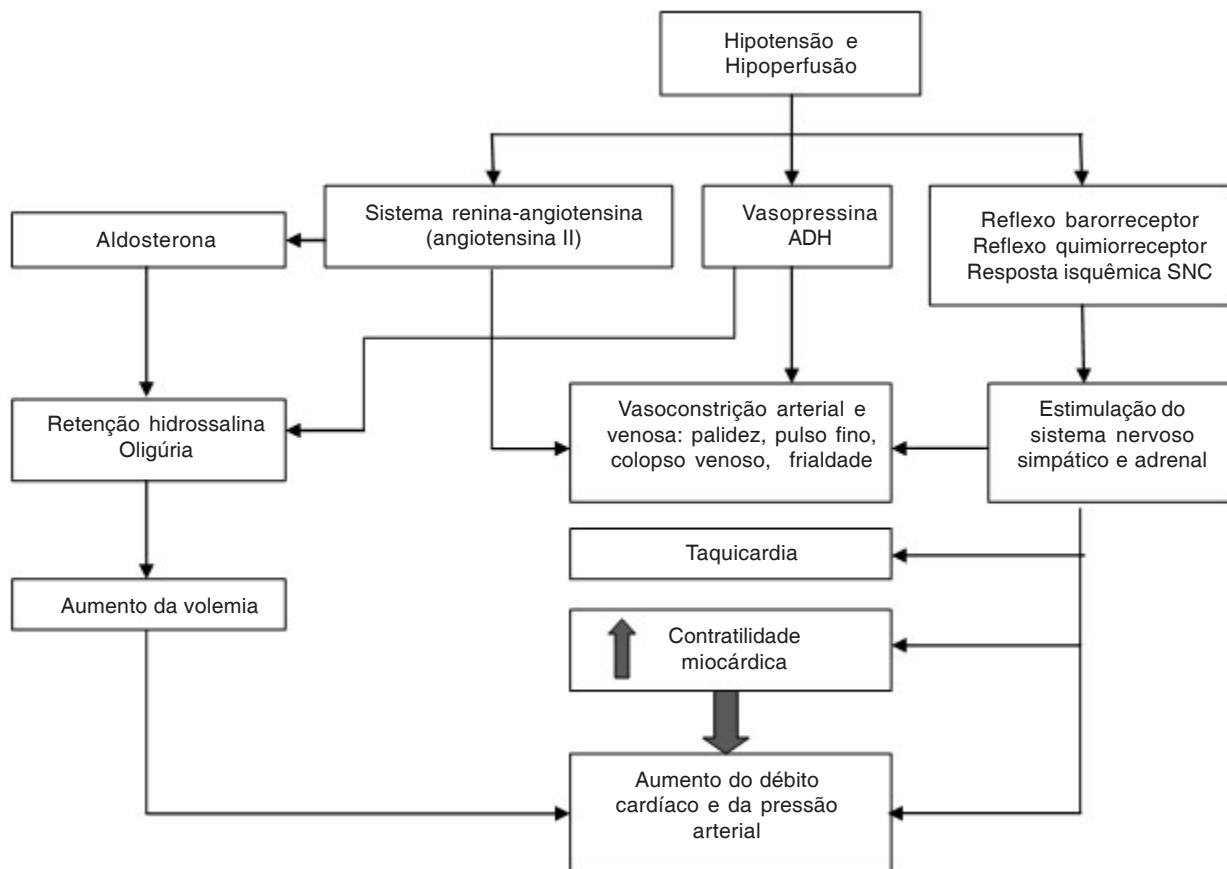 Hipotensão e
Hipoperfusão
Aldosterona
Sistema renina-angiotensina
(angiotensina II)
Vasopressina
ADH
Reflexo barorreceptor
Reflexo quimiorreceptor
Resposta isquêmica SNC
Retenção hidrossalina
Oligúria
Vasoconstrição arterial e
venosa: palidez, pulso fino,
colopso venoso, frialdade
Estimulação do
sistema nervoso
simpático e adrenal
Taquicardia
Aumento da volemia
Contratilidade
miocárdica
Aumento do débito
cardíaco e da pressão
arterial